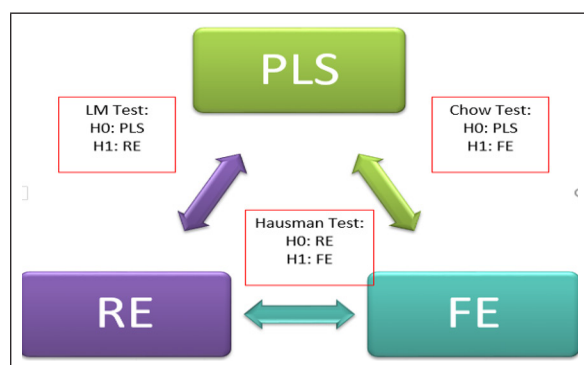 PLS
LM Test:
H0: PLS
H1: RE
Chow Test:
H0: PLS
H1: FE
Hausman Test:
H0: RE
H1: FE
RE
FE